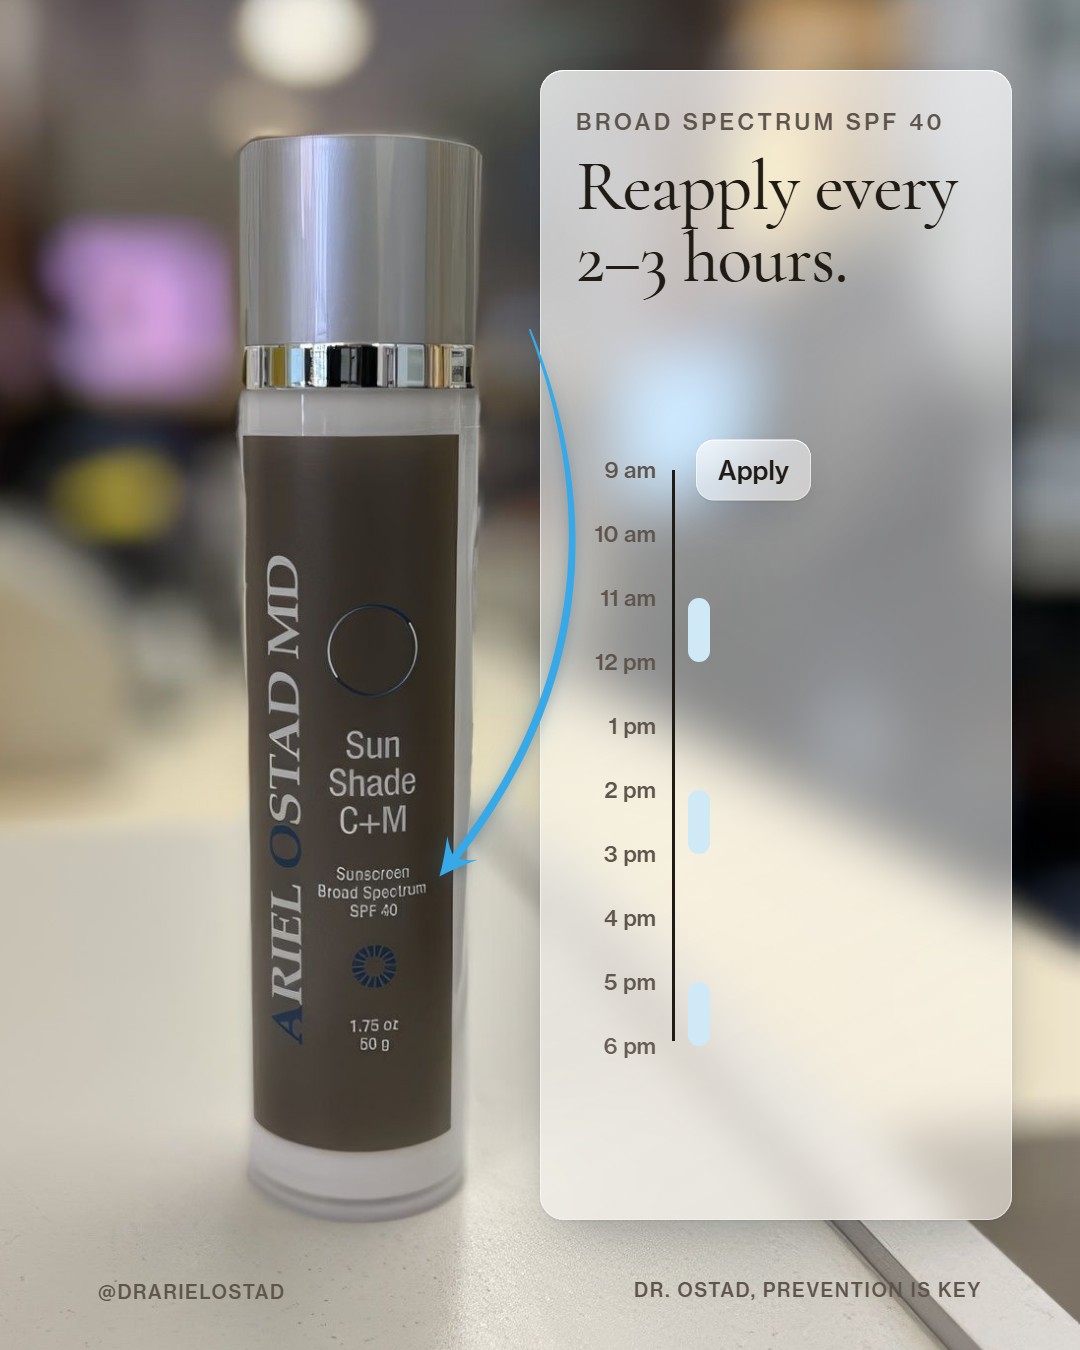 BROAD SPECTRUM SPF 40
Reapply every
2–3 hours.
9 am
Apply
10 am
11 am
12 pm
1 pm
2 pm
3 pm
4 pm
5 pm
6 pm
ARIEL OSTAD MD
Sun
Shade
C+M
Sunscreen
Broad Spectrum
SPF 40
1.75 oz
50 g
@DRARIELOSTAD
DR. OSTAD, PREVENTION IS KEY